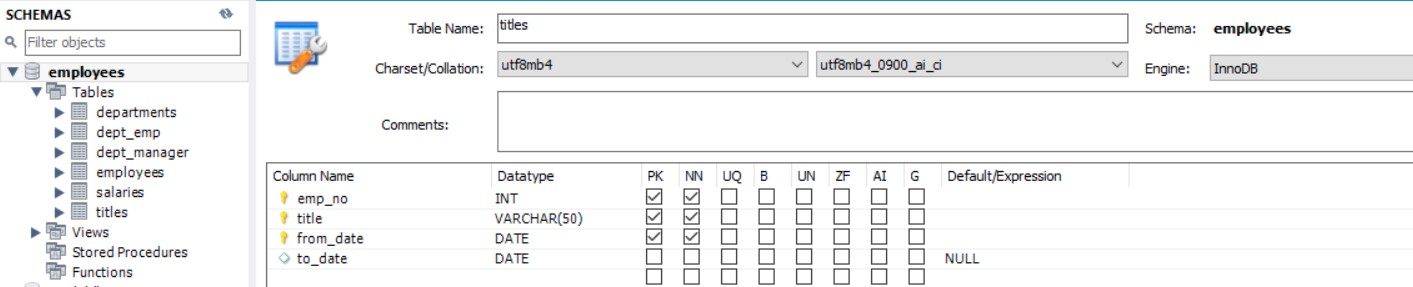 SCHEMAS
Filter objects
employees
Tables
departments
dept_emp
dept_manager
employees
salaries
titles
Views
Stored Procedures
Functions
Table Name: titles Schema: employees
Charset/Collation: utf8mb4 utf8mb4_0900_ai_ci Engine: InnoDB
Comments:
Column Name Datatype PK NN UQ B UN ZF AI G Default/Expression
emp_no INT
title VARCHAR(50)
from_date DATE
to_date DATE NULL